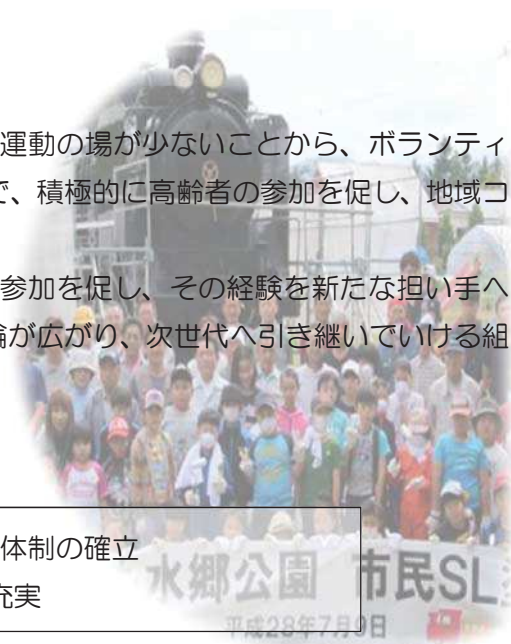 運動の場が少ないことから、ボランティ
で、積極的に高齢者の参加を促し、地域コ
参加を促し、その経験を新たな担い手へ
輪が広がり、次世代へ引き継いでいける組
体制の確立
充実
水郷公園 市民SL
平成28年7月9日